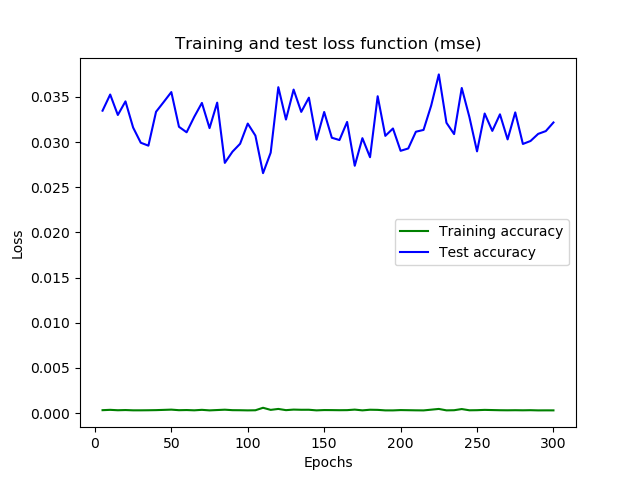 Training and test loss function (mse)
0.035
0.030
0.025
0.020
0.015
0.010
0.005
0.000
Loss
Training accuracy
Test accuracy
0 50 100 150 200 250 300
Epochs